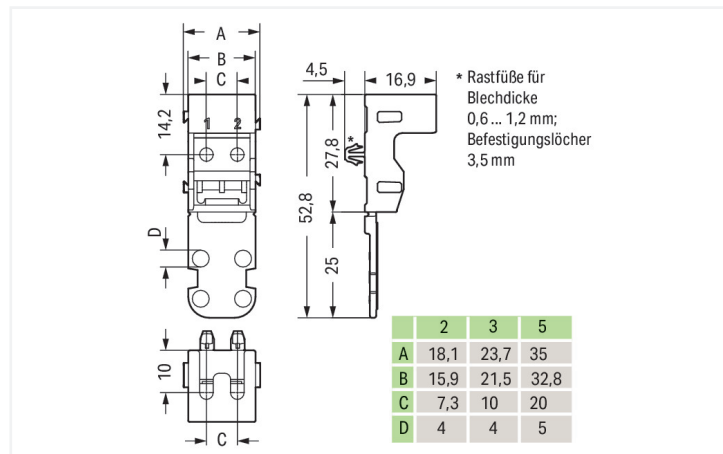 A
B
C
4,5
16,9
14,2
1 2
*
27,8
52,8
D
25
10
C
* Rastfüße für
Blechdicke
0,6 ... 1,2 mm;
Befestigungslöcher
3,5 mm
2 3 5
A 18,1 23,7 35
B 15,9 21,5 32,8
C 7,3 10 20
D 4 4 5